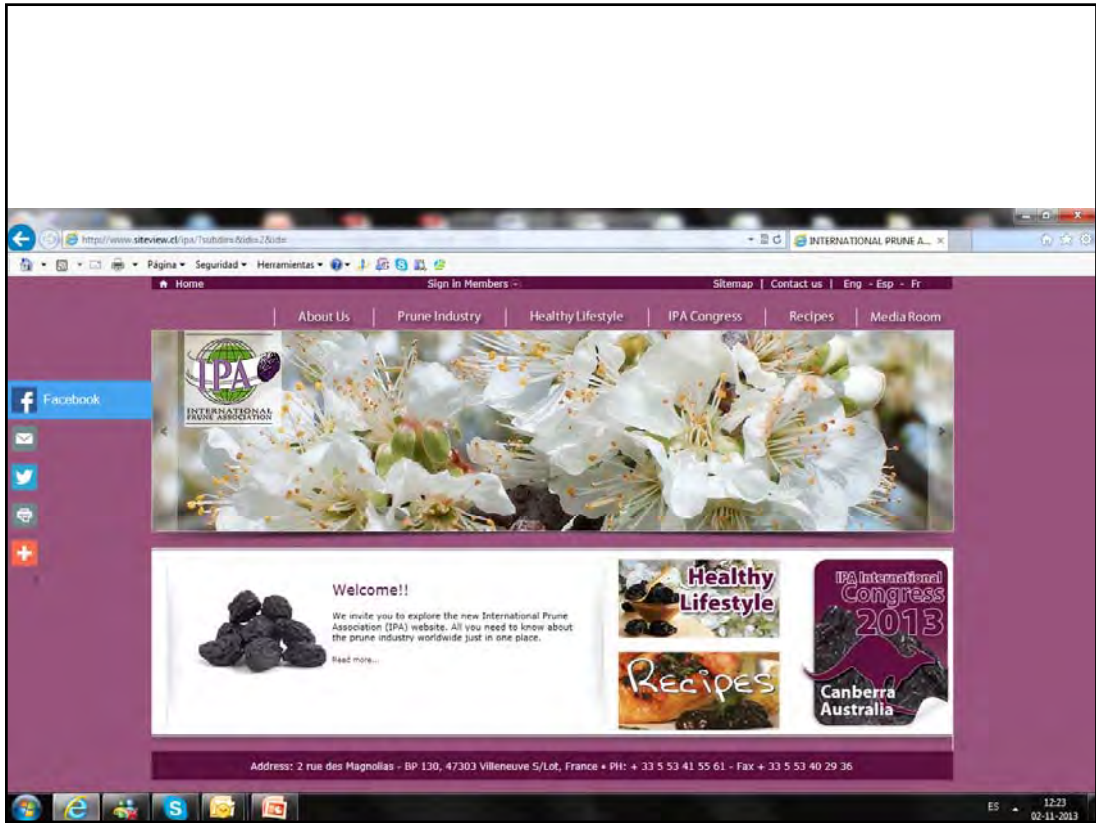 http://www.siteview.cl/ipa/?subdir=&idi=2&id=
INTERNATIONAL PRUNE A...
Página Seguridad Herramientas
Home Sign in Members - Sitemap | Contact us | Eng - Esp - Fr
About Us | Prune Industry | Healthy Lifestyle | IPA Congress | Recipes | Media Room
IPA
INTERNATIONAL
PRUNE ASSOCIATION
Facebook
Welcome!!
We invite you to explore the new International Prune
Association (IPA) website. All you need to know about
the prune industry worldwide just in one place.
Read more...
Healthy
Lifestyle
Recipes
IPA International
Congress
2013
Canberra
Australia
Address: 2 rue des Magnolias - BP 130, 47303 Villeneuve S/Lot, France • PH: + 33 5 53 41 55 61 - Fax + 33 5 53 40 29 36
ES
12:23
02-11-2013